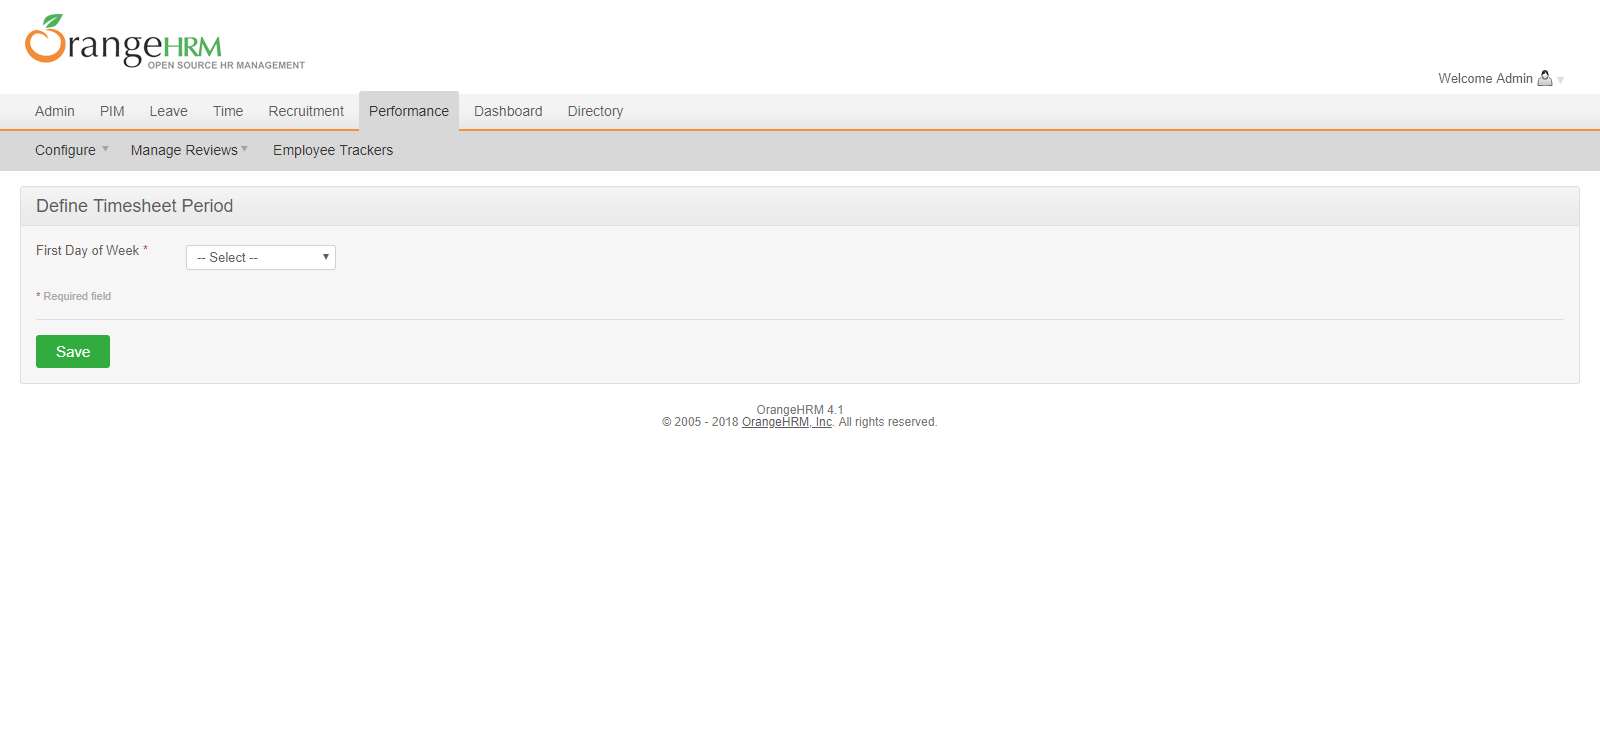 OrangeHRM
OPEN SOURCE HR MANAGEMENT
Welcome Admin
Admin PIM Leave Time Recruitment Performance Dashboard Directory
Configure Manage Reviews Employee Trackers
Define Timesheet Period
First Day of Week * -- Select --
* Required field
Save
OrangeHRM 4.1
© 2005 - 2018 OrangeHRM, Inc. All rights reserved.